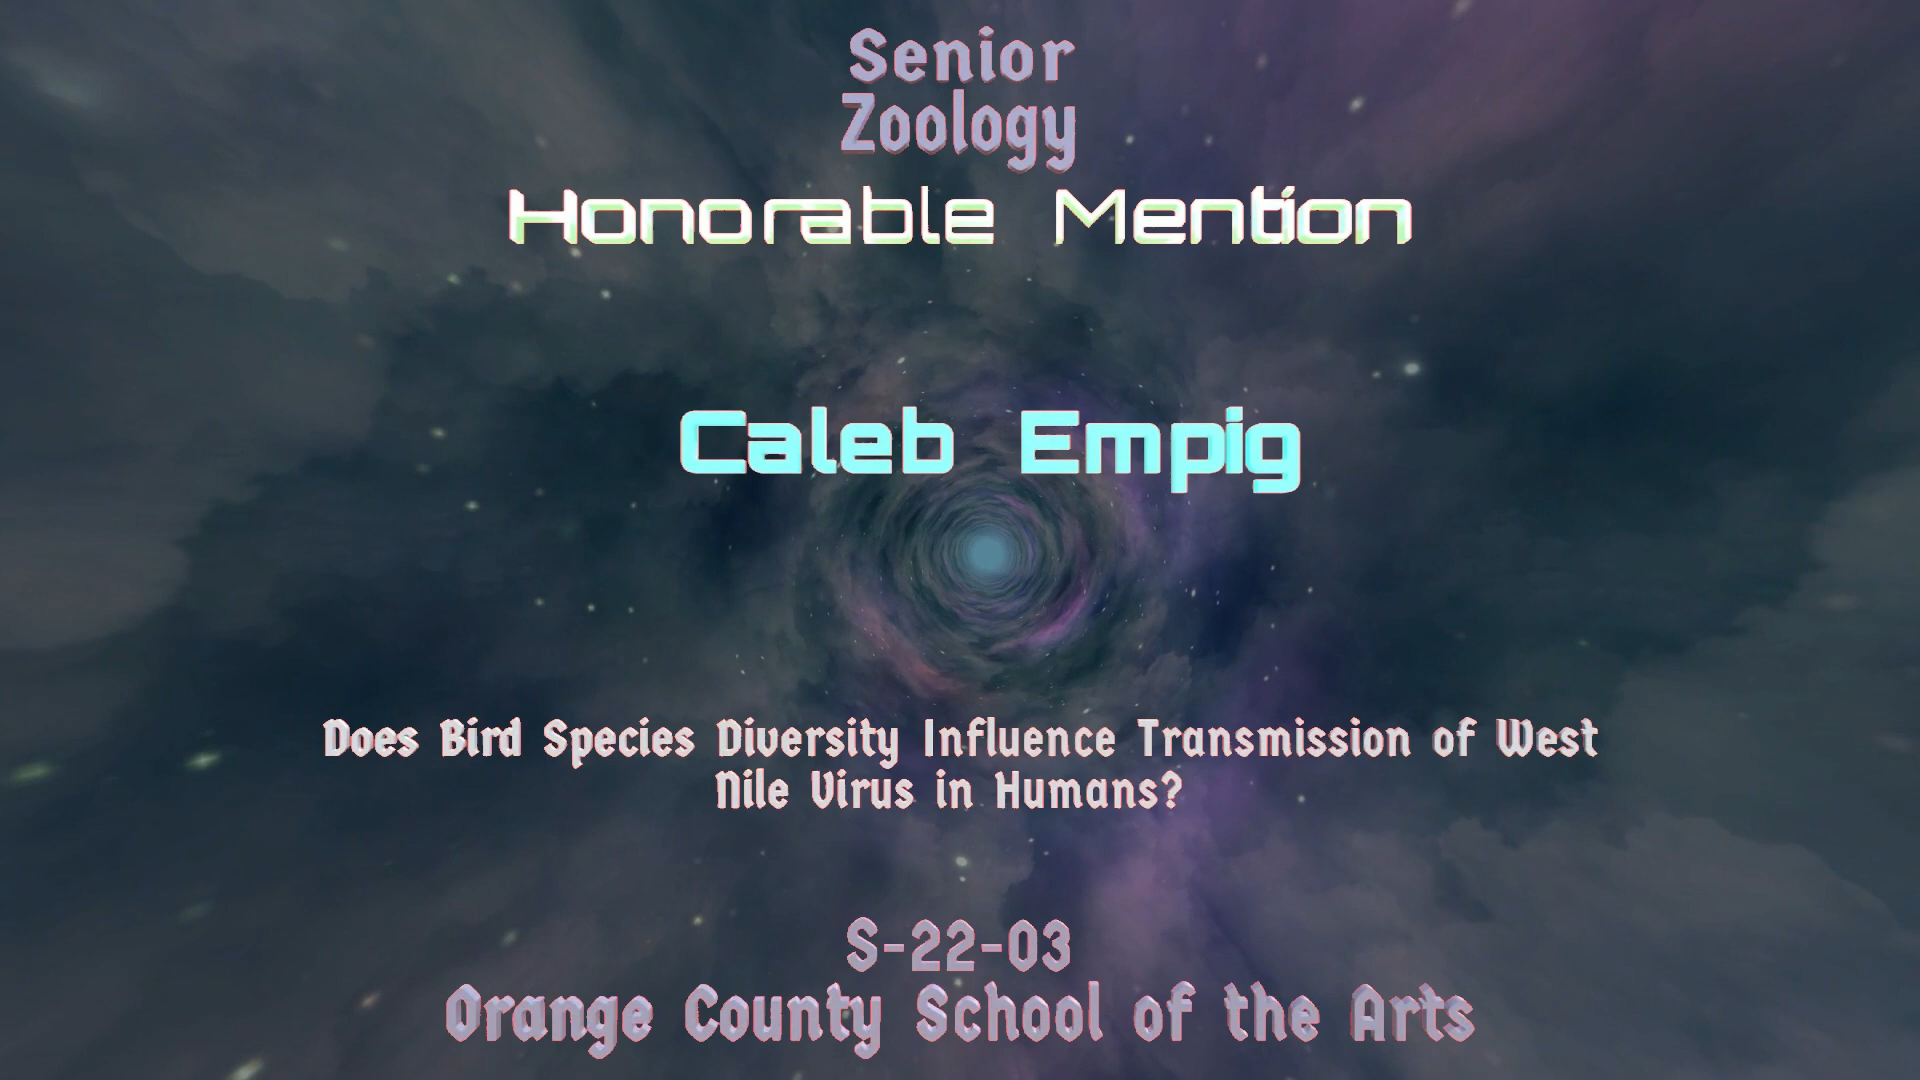 Senior
Zoology
Honorable Mention
Caleb Empig
Does Bird Species Diversity Influence Transmission of West
Nile Virus in Humans?
S-22-03
Orange County School of the Arts